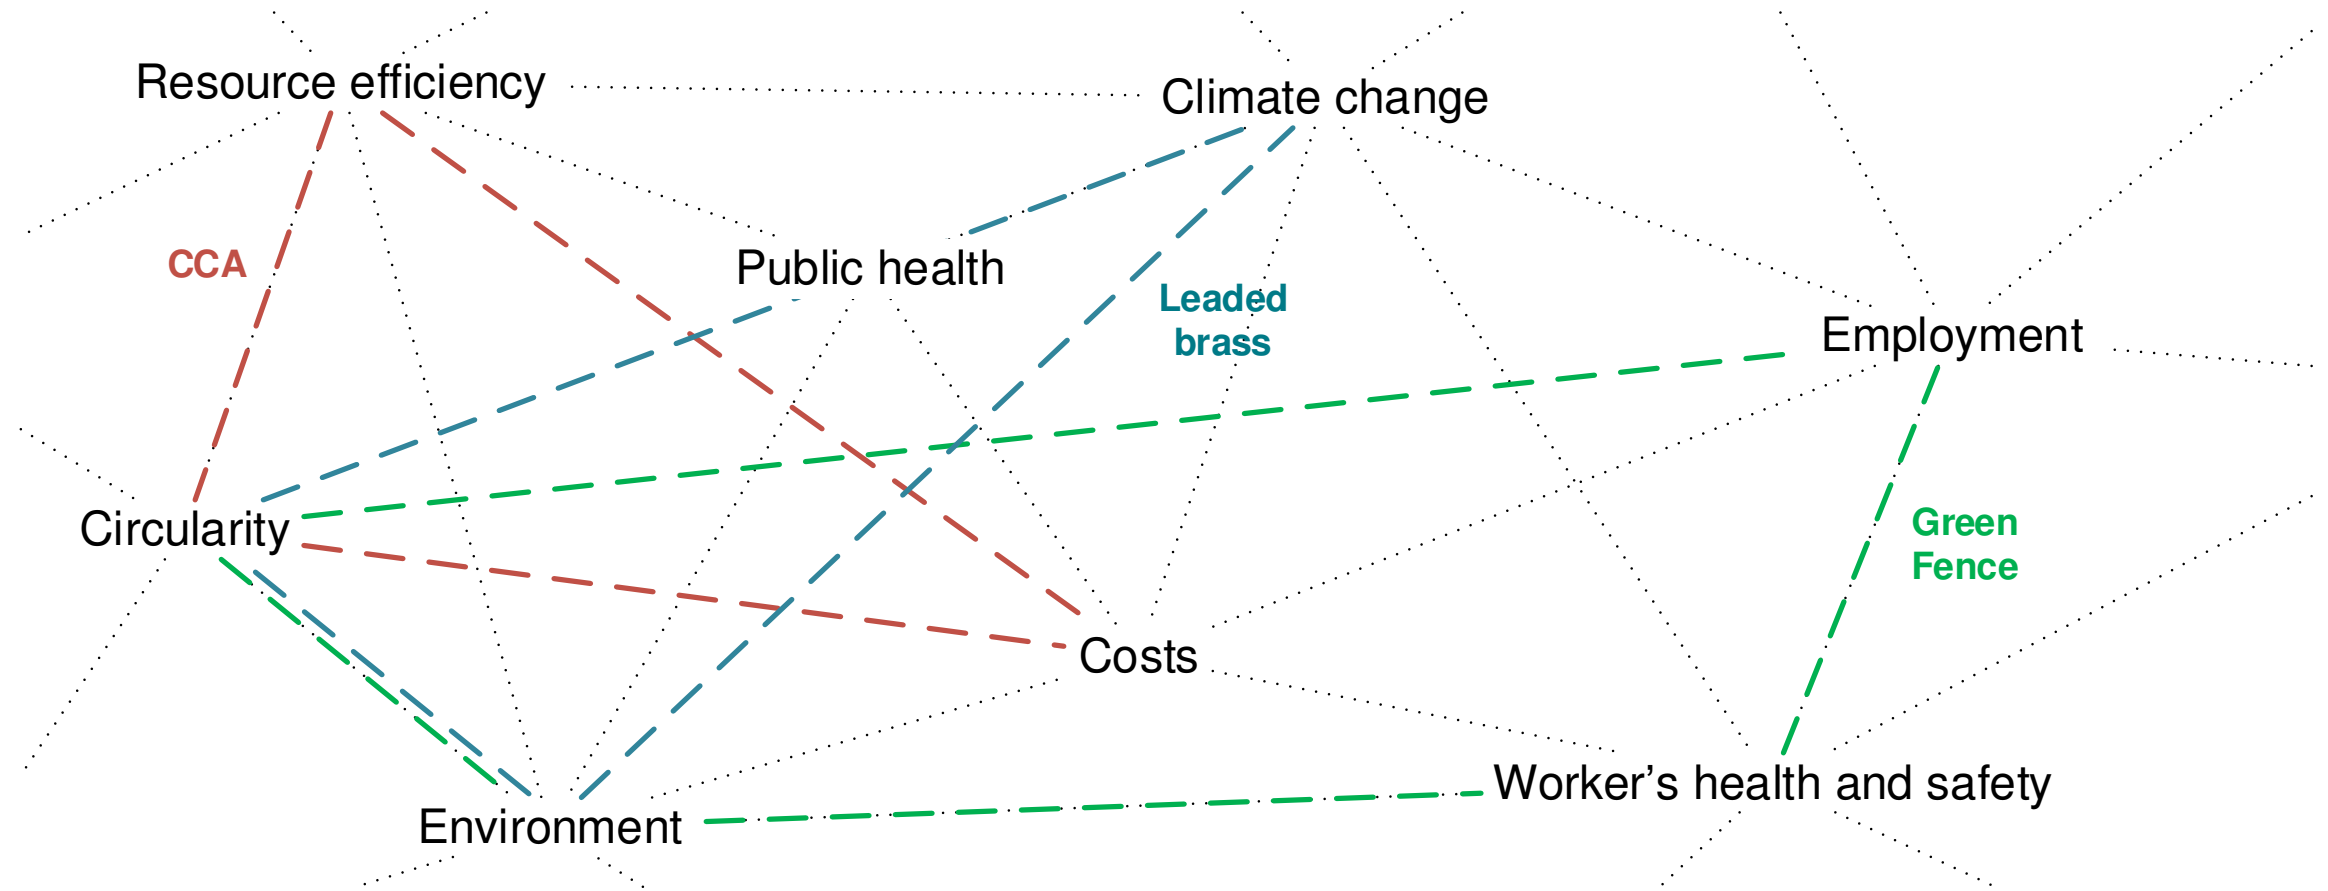 Resource efficiency
Climate change
CCA
Public health
Leaded
brass
Employment
Circularity
Green
Fence
Costs
Worker’s health and safety
Environment